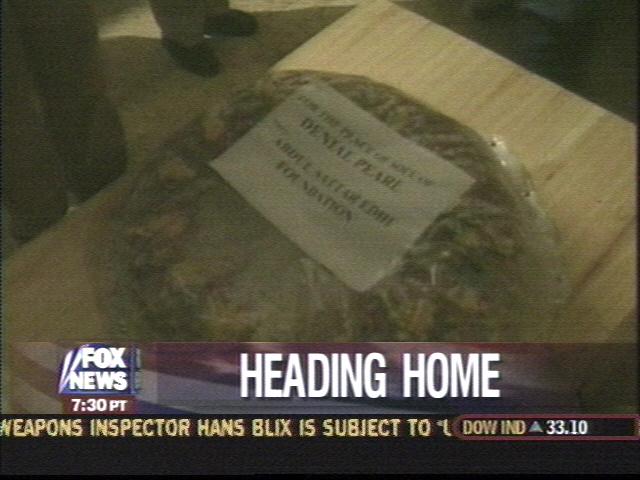 FOR THE PEACE OF SOUL OF
DENIAL PEARL
ABDUL SATTAR EDHI
FOUNDATION
FOX
NEWS
7:30 PT
HEADING HOME
WEAPONS INSPECTOR HANS BLIX IS SUBJECT TO "U
DOW IND ▲ 33.10